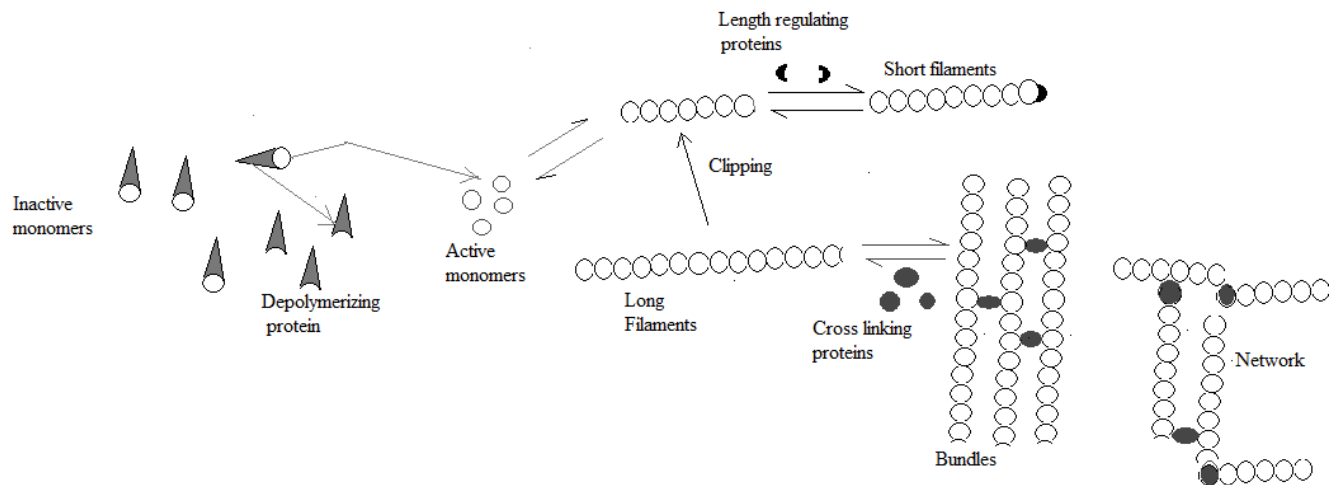 Length regulating
proteins
Short filaments
Clipping
Inactive
monomers
Active
monomers
Depolymerizing
protein
Long
Filaments
Cross linking
proteins
Network
Bundles